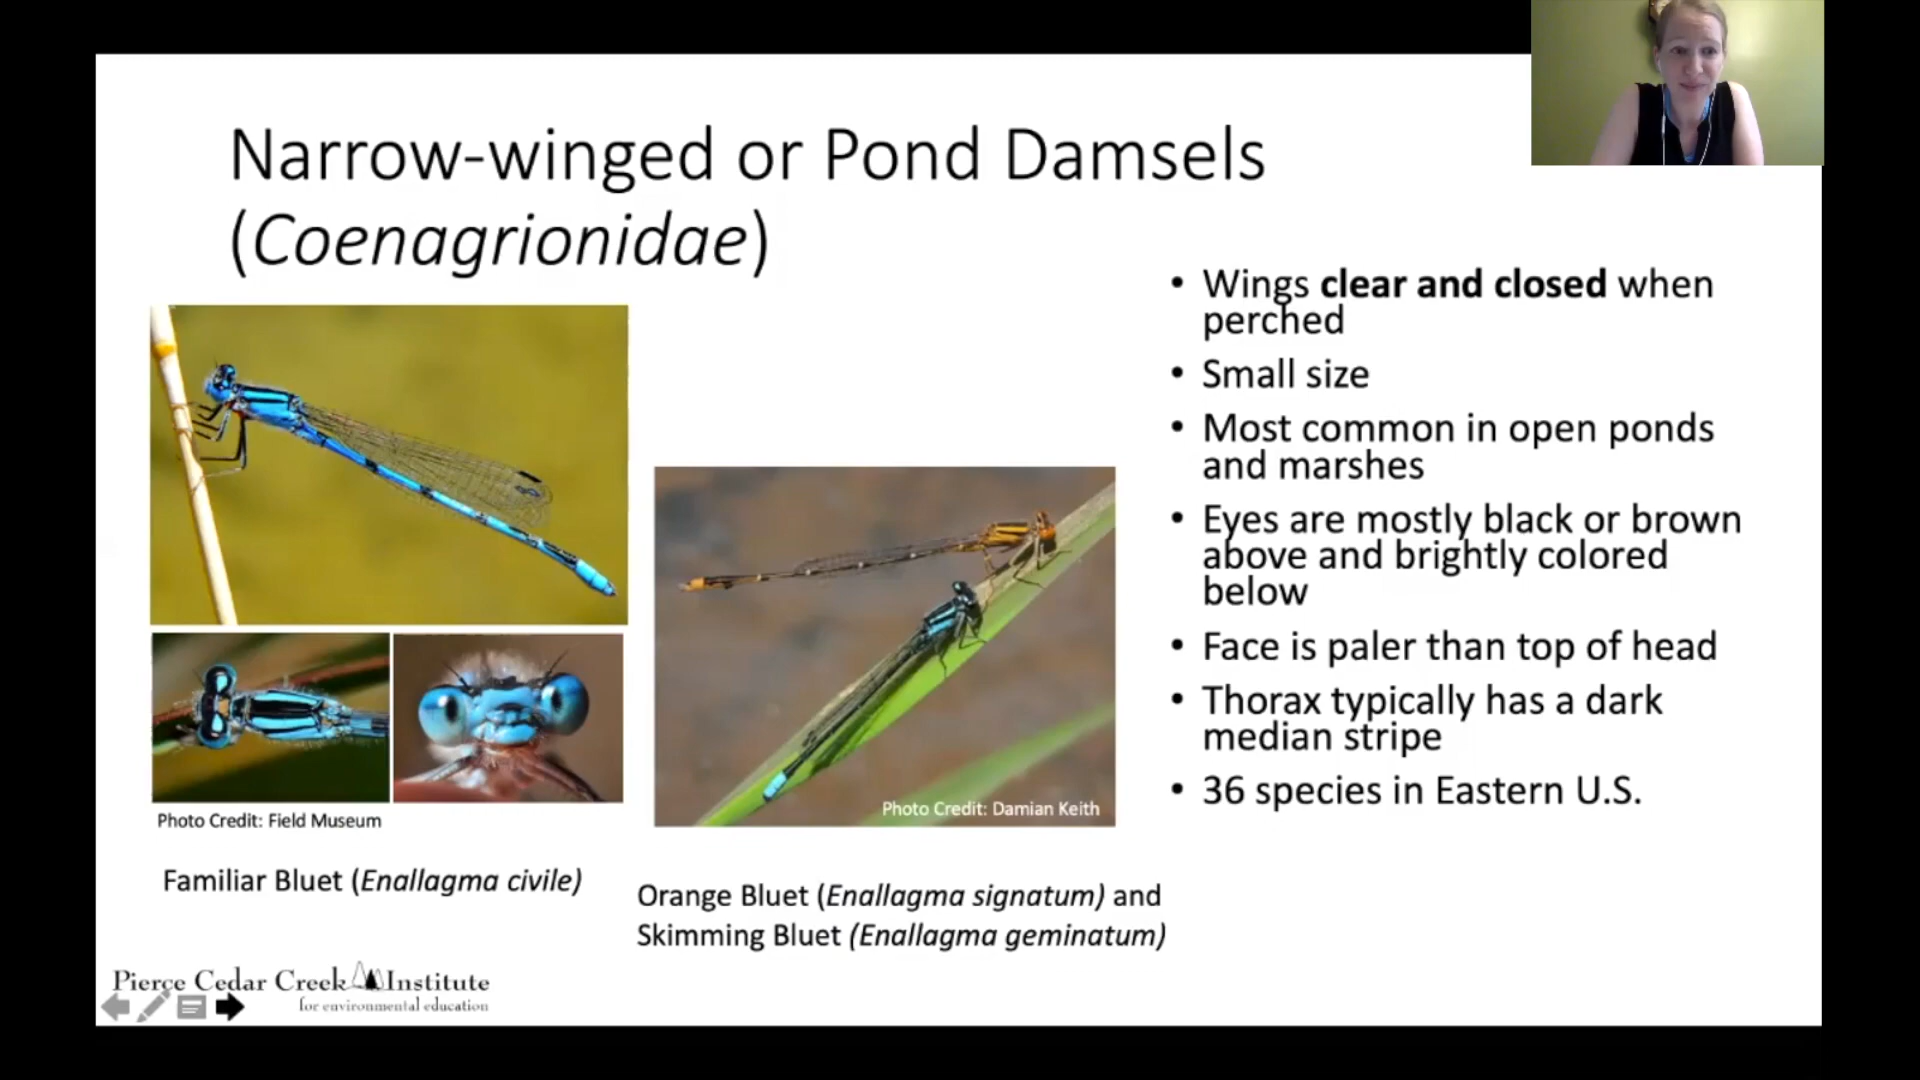 Narrow-winged or Pond Damsels
(Coenagrionidae)
• Wings clear and closed when
perched
• Small size
• Most common in open ponds
and marshes
• Eyes are mostly black or brown
above and brightly colored
below
• Face is paler than top of head
• Thorax typically has a dark
median stripe
• 36 species in Eastern U.S.
Photo Credit: Damian Keith
Photo Credit: Field Museum
Familiar Bluet (Enallagma civile)
Orange Bluet (Enallagma signatum) and
Skimming Bluet (Enallagma geminatum)
Pierce Cedar Creek Institute
for environmental education